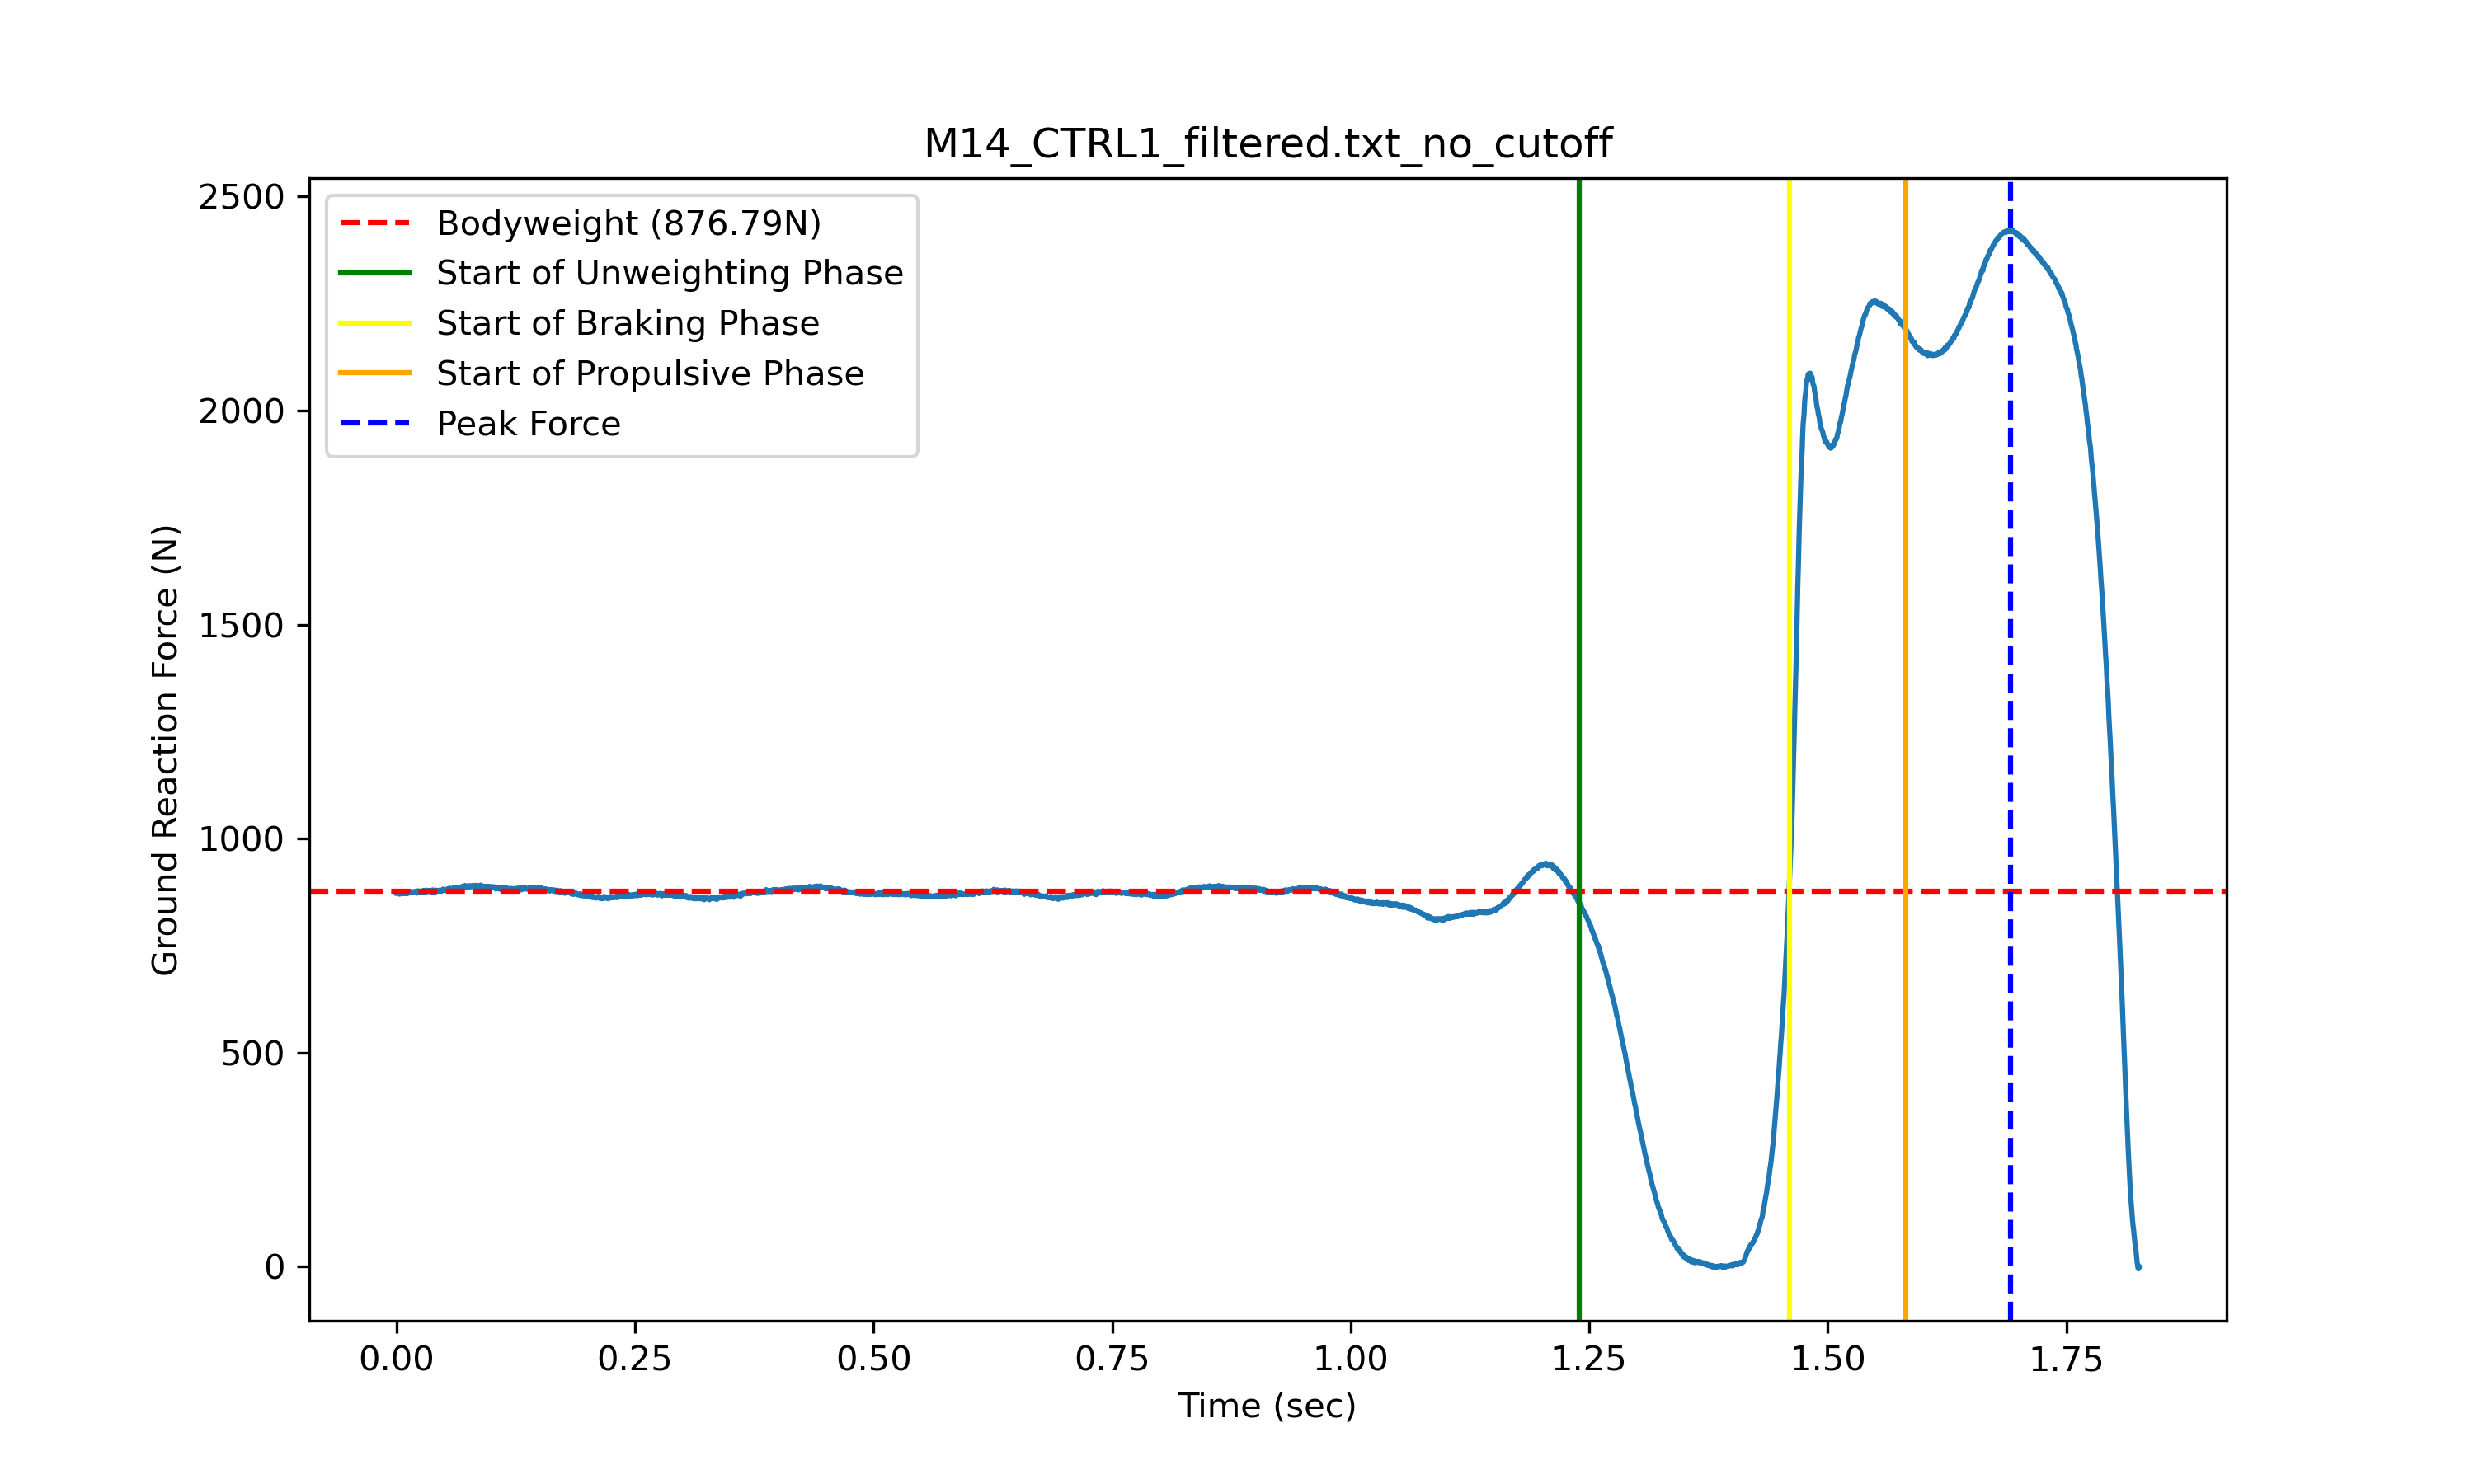 M14_CTRL1_filtered.txt_no_cutoff
2500
2000
1500
1000
500
0
Ground Reaction Force (N)
Bodyweight (876.79N)
Start of Unweighting Phase
Start of Braking Phase
Start of Propulsive Phase
Peak Force
0.00 0.25 0.50 0.75 1.00 1.25 1.50 1.75
Time (sec)